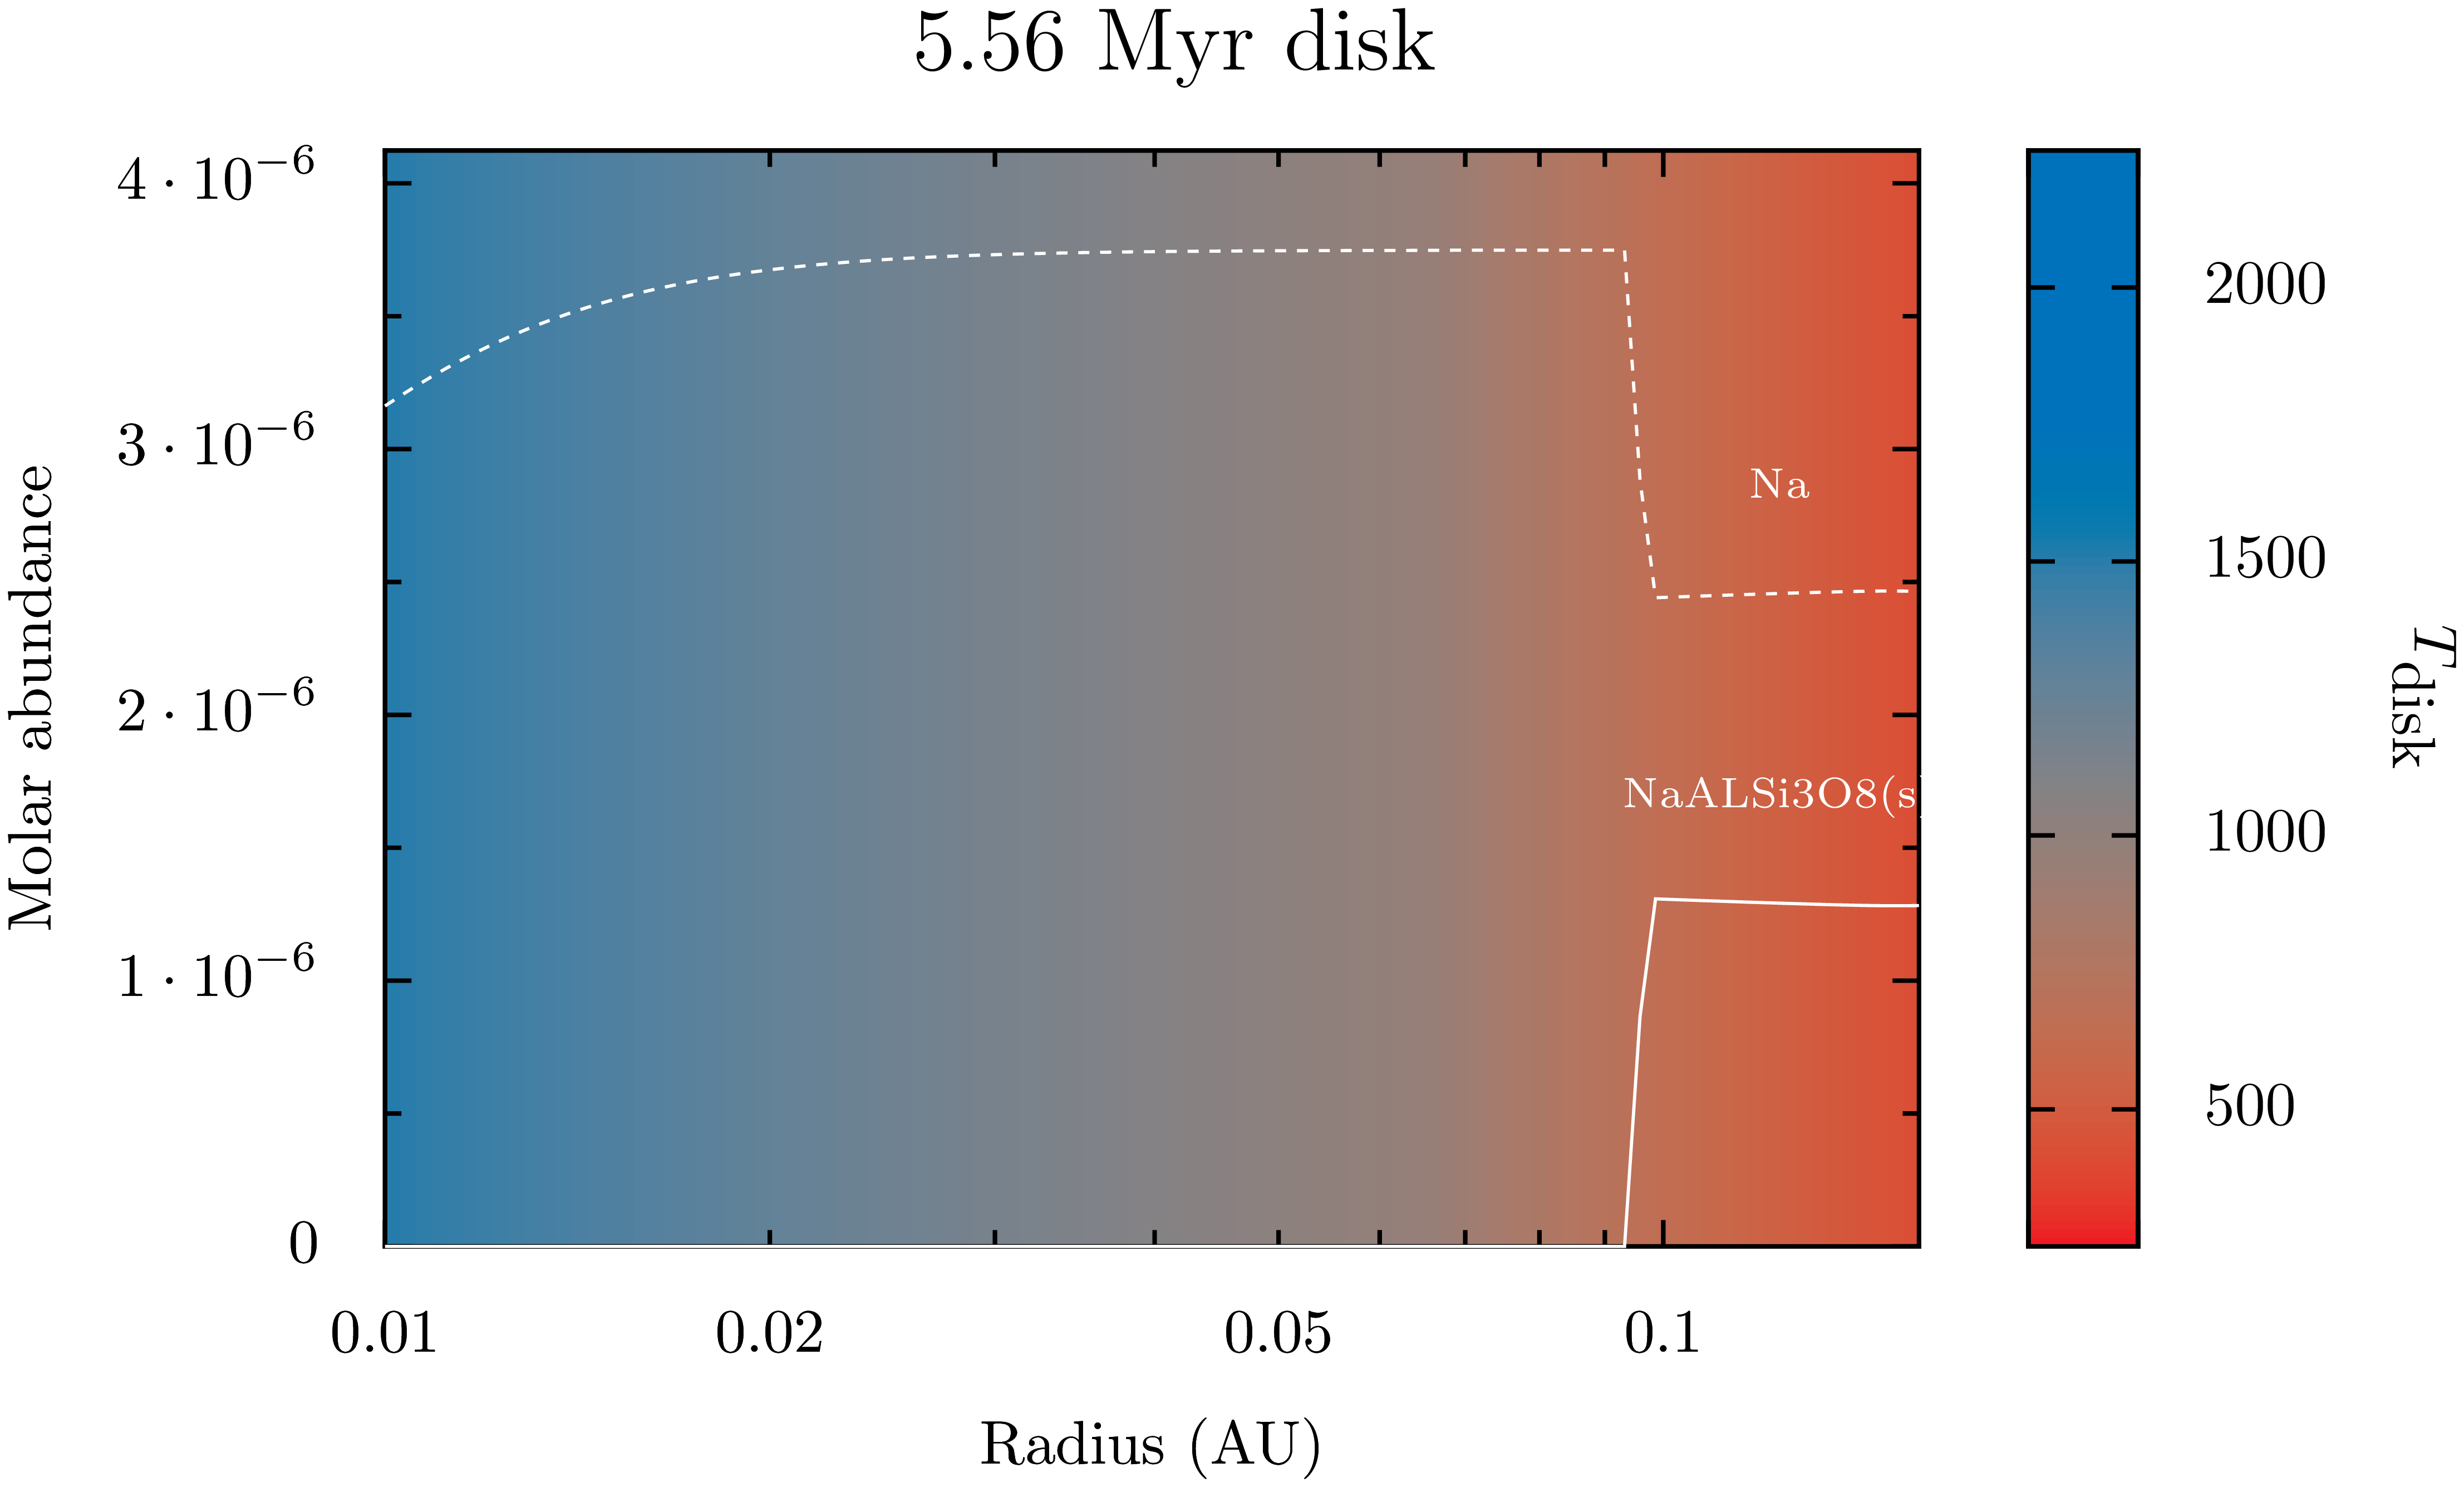 5.56 Myr disk
4 · 10⁻⁶
3 · 10⁻⁶
2 · 10⁻⁶
1 · 10⁻⁶
0
Molar abundance
Na
NaALSi3O8(s)
0.01 0.02 0.05 0.1
Radius (AU)
2000
1500
1000
500
T_disk